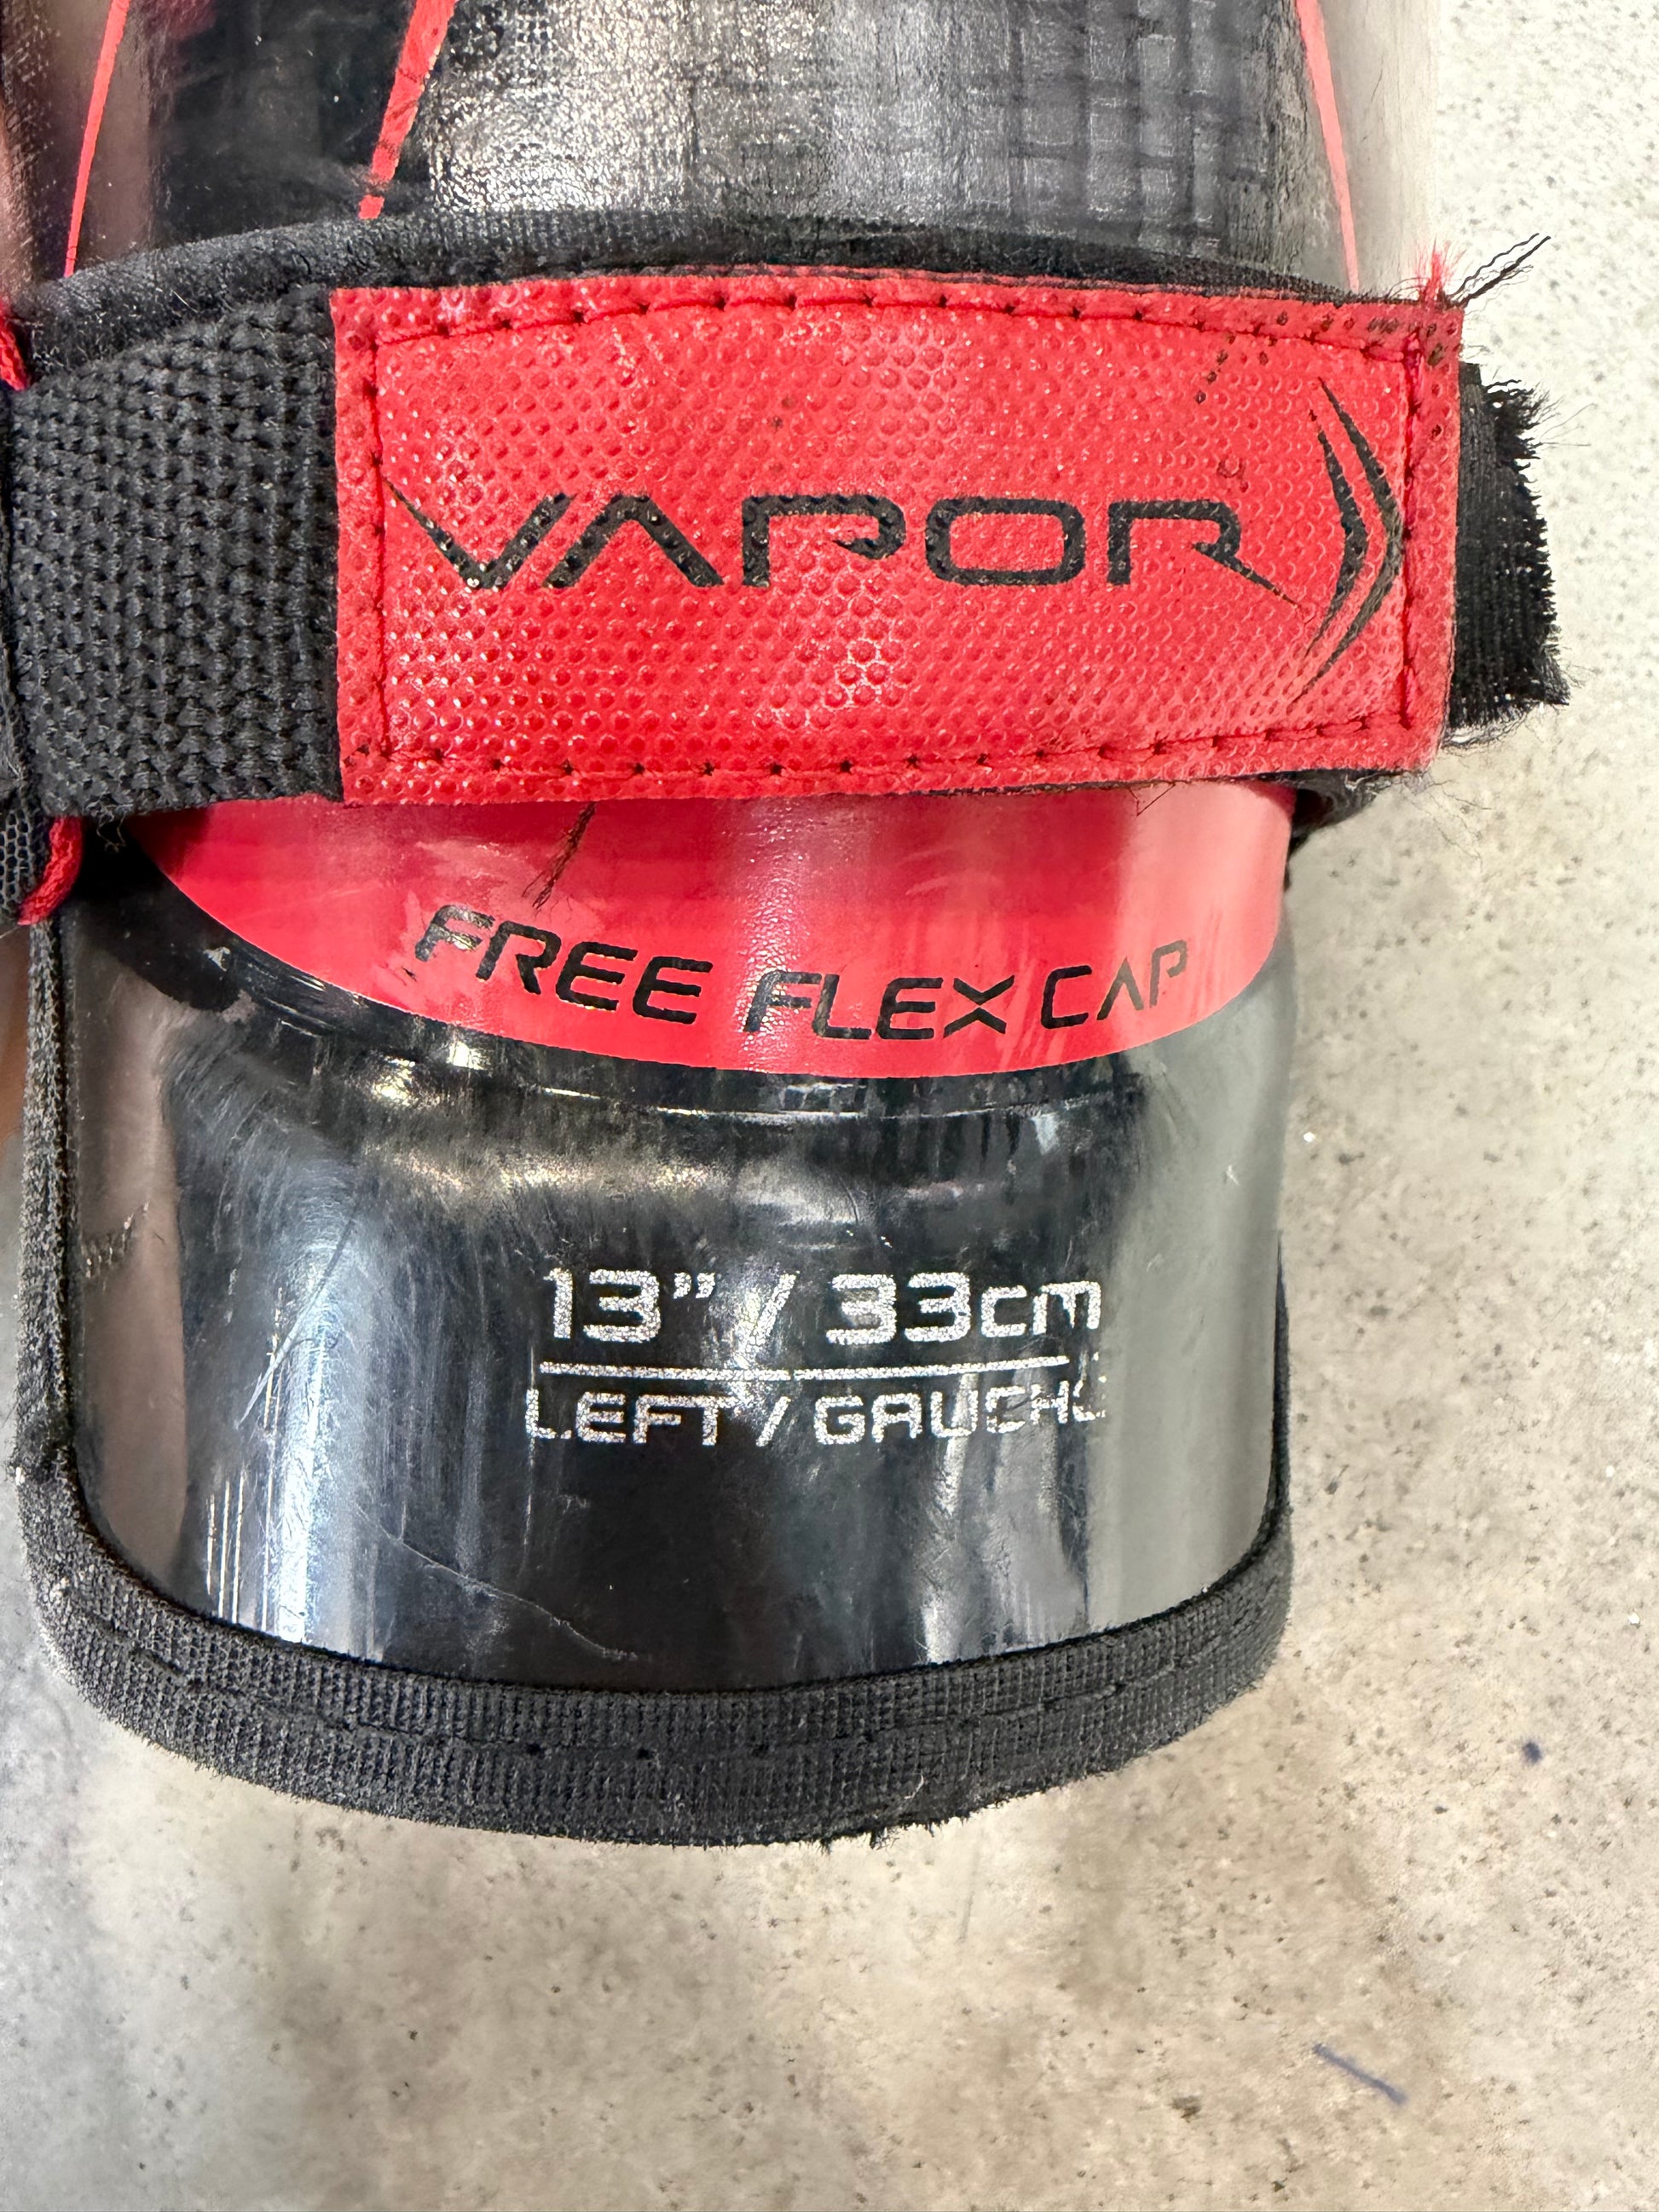 VAPOR
FREE FLEX CAP
13” / 33cm
LEFT / GAUCHE